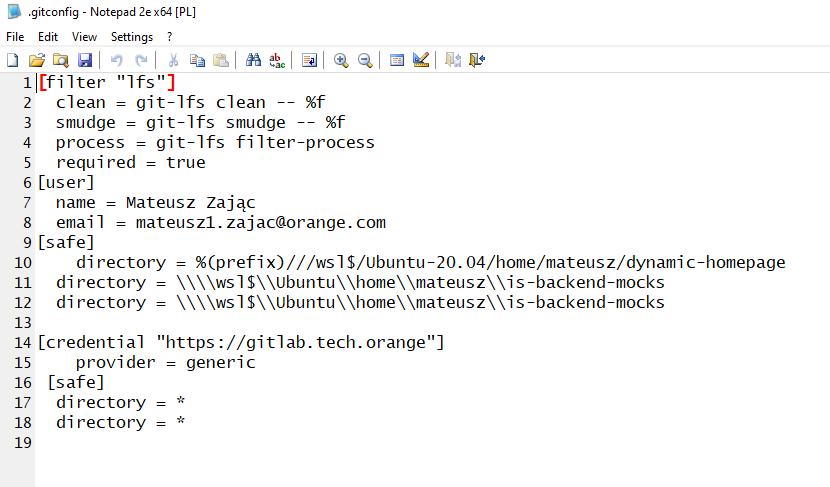 .gitconfig - Notepad 2e x64 [PL]
File Edit View Settings ?
1 [filter "lfs"]
2 clean = git-lfs clean -- %f
3 smudge = git-lfs smudge -- %f
4 process = git-lfs filter-process
5 required = true
6 [user]
7 name = Mateusz Zając
8 email = mateusz1.zajac@orange.com
9 [safe]
10 directory = %(prefix)///wsl$/Ubuntu-20.04/home/mateusz/dynamic-homepage
11 directory = \\\\wsl$\\Ubuntu\\home\\mateusz\\is-backend-mocks
12 directory = \\\\wsl$\\Ubuntu\\home\\mateusz\\is-backend-mocks
13
14 [credential "https://gitlab.tech.orange"]
15 provider = generic
16 [safe]
17 directory = *
18 directory = *
19